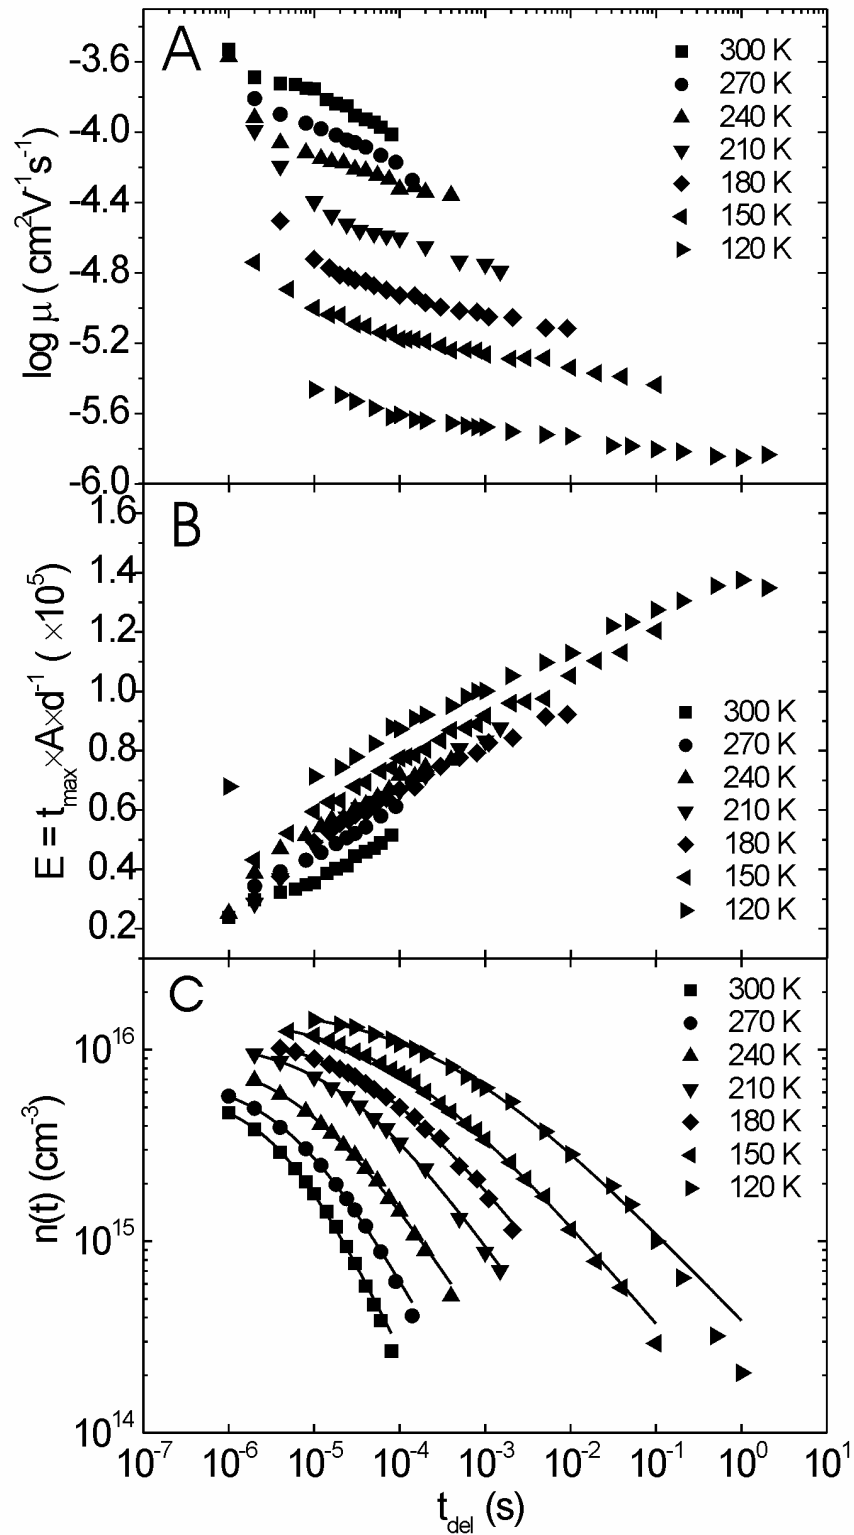 A
-3.6
-4.0
-4.4
-4.8
-5.2
-5.6
-6.0
log μ ( cm²V⁻¹s⁻¹)
300 K
270 K
240 K
210 K
180 K
150 K
120 K
B
1.6
1.4
1.2
1.0
0.8
0.6
0.4
0.2
E = t_max×A×d⁻¹ ( ×10⁵)
300 K
270 K
240 K
210 K
180 K
150 K
120 K
C
10¹⁶
10¹⁵
10¹⁴
n(t) (cm⁻³)
300 K
270 K
240 K
210 K
180 K
150 K
120 K
10⁻⁷ 10⁻⁶ 10⁻⁵ 10⁻⁴ 10⁻³ 10⁻² 10⁻¹ 10⁰ 10¹
t_del (s)